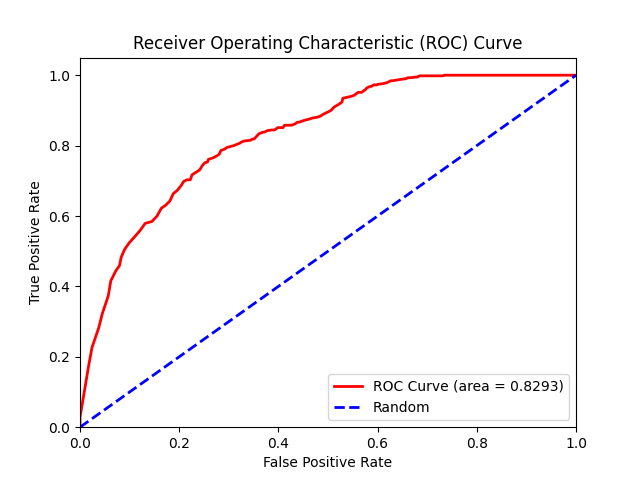 Receiver Operating Characteristic (ROC) Curve
True Positive Rate
1.0
0.8
0.6
0.4
0.2
0.0
ROC Curve (area = 0.8293)
Random
0.0 0.2 0.4 0.6 0.8 1.0
False Positive Rate